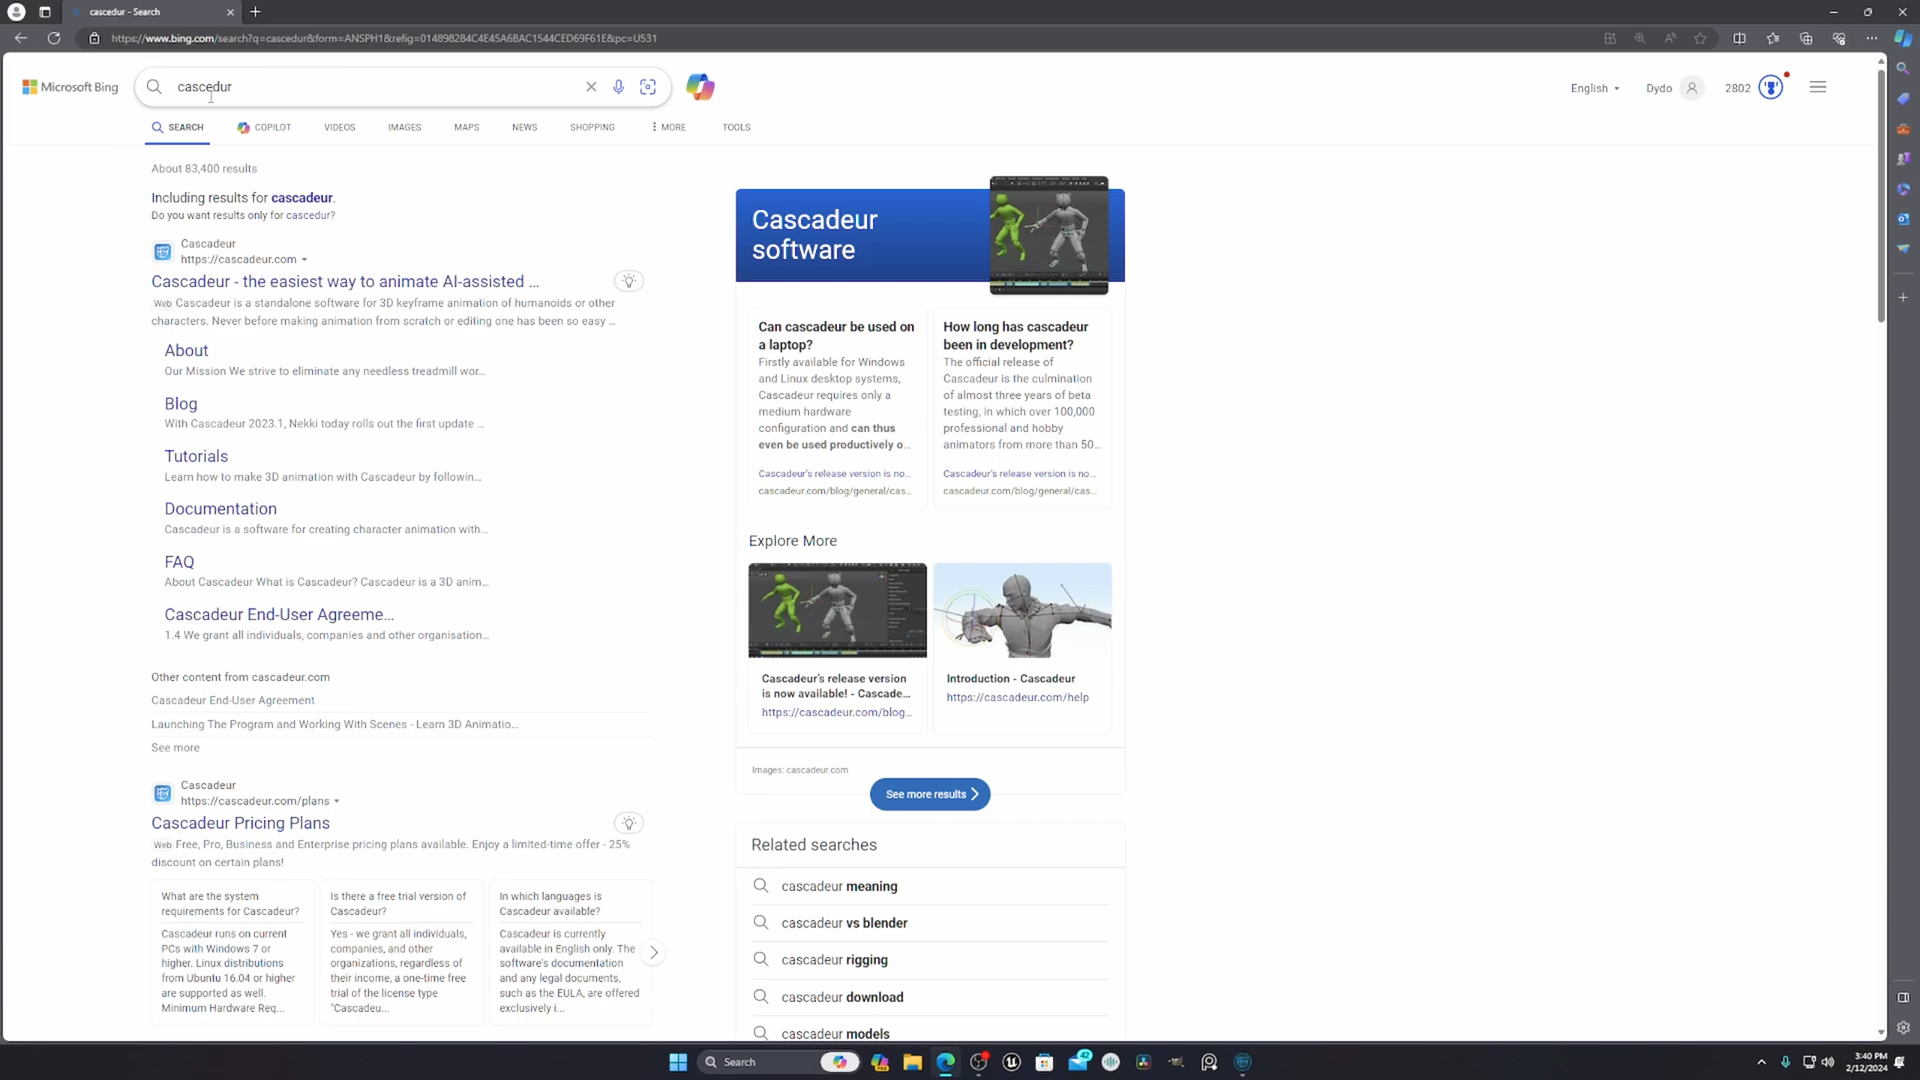 cascedur - Search
https://www.bing.com/search?q=cascedur&form=ANSPH1&refig=014898284C4E45A6BAC1544CED69F61E&pc=U531
Microsoft Bing
cascedur
English
Dydo
2802
SEARCH
COPILOT
VIDEOS
IMAGES
MAPS
NEWS
SHOPPING
MORE
TOOLS
About 83,400 results
Including results for cascadeur.
Do you want results only for cascedur?
Cascadeur
https://cascadeur.com
Cascadeur - the easiest way to animate AI-assisted ...
Web Cascadeur is a standalone software for 3D keyframe animation of humanoids or other
characters. Never before making animation from scratch or editing one has been so easy ...
About
Our Mission We strive to eliminate any needless treadmill wor...
Blog
With Cascadeur 2023.1, Nekki today rolls out the first update ...
Tutorials
Learn how to make 3D animation with Cascadeur by followin...
Documentation
Cascadeur is a software for creating character animation with...
FAQ
About Cascadeur What is Cascadeur? Cascadeur is a 3D anim...
Cascadeur End-User Agreeme...
1.4 We grant all individuals, companies and other organisation...
Other content from cascadeur.com
Cascadeur End-User Agreement
Launching The Program and Working With Scenes - Learn 3D Animatio...
See more
Cascadeur
https://cascadeur.com/plans
Cascadeur Pricing Plans
Web Free, Pro, Business and Enterprise pricing plans available. Enjoy a limited-time offer - 25%
discount on certain plans!
What are the system
requirements for Cascadeur?
Cascadeur runs on current
PCs with Windows 7 or
higher. Linux distributions
from Ubuntu 16.04 or higher
are supported as well.
Minimum Hardware Req...
Is there a free trial version of
Cascadeur?
Yes - we grant all individuals,
companies, and other
organizations, regardless of
their income, a one-time free
trial of the license type
"Cascadeu...
In which languages is
Cascadeur available?
Cascadeur is currently
available in English only. The
software's documentation
and any legal documents,
such as the EULA, are offered
exclusively i...
Cascadeur
software
Can cascadeur be used on
a laptop?
Firstly available for Windows
and Linux desktop systems,
Cascadeur requires only a
medium hardware
configuration and can thus
even be used productively o...
Cascadeur's release version is no...
cascadeur.com/blog/general/cas...
How long has cascadeur
been in development?
The official release of
Cascadeur is the culmination
of almost three years of beta
testing, in which over 100,000
professional and hobby
animators from more than 50...
Cascadeur's release version is no...
cascadeur.com/blog/general/cas...
Explore More
Cascadeur's release version
is now available! - Cascade...
https://cascadeur.com/blog...
Introduction - Cascadeur
https://cascadeur.com/help
Images: cascadeur.com
See more results
Related searches
cascadeur meaning
cascadeur vs blender
cascadeur rigging
cascadeur download
cascadeur models
Search
42
3:40 PM
2/12/2024